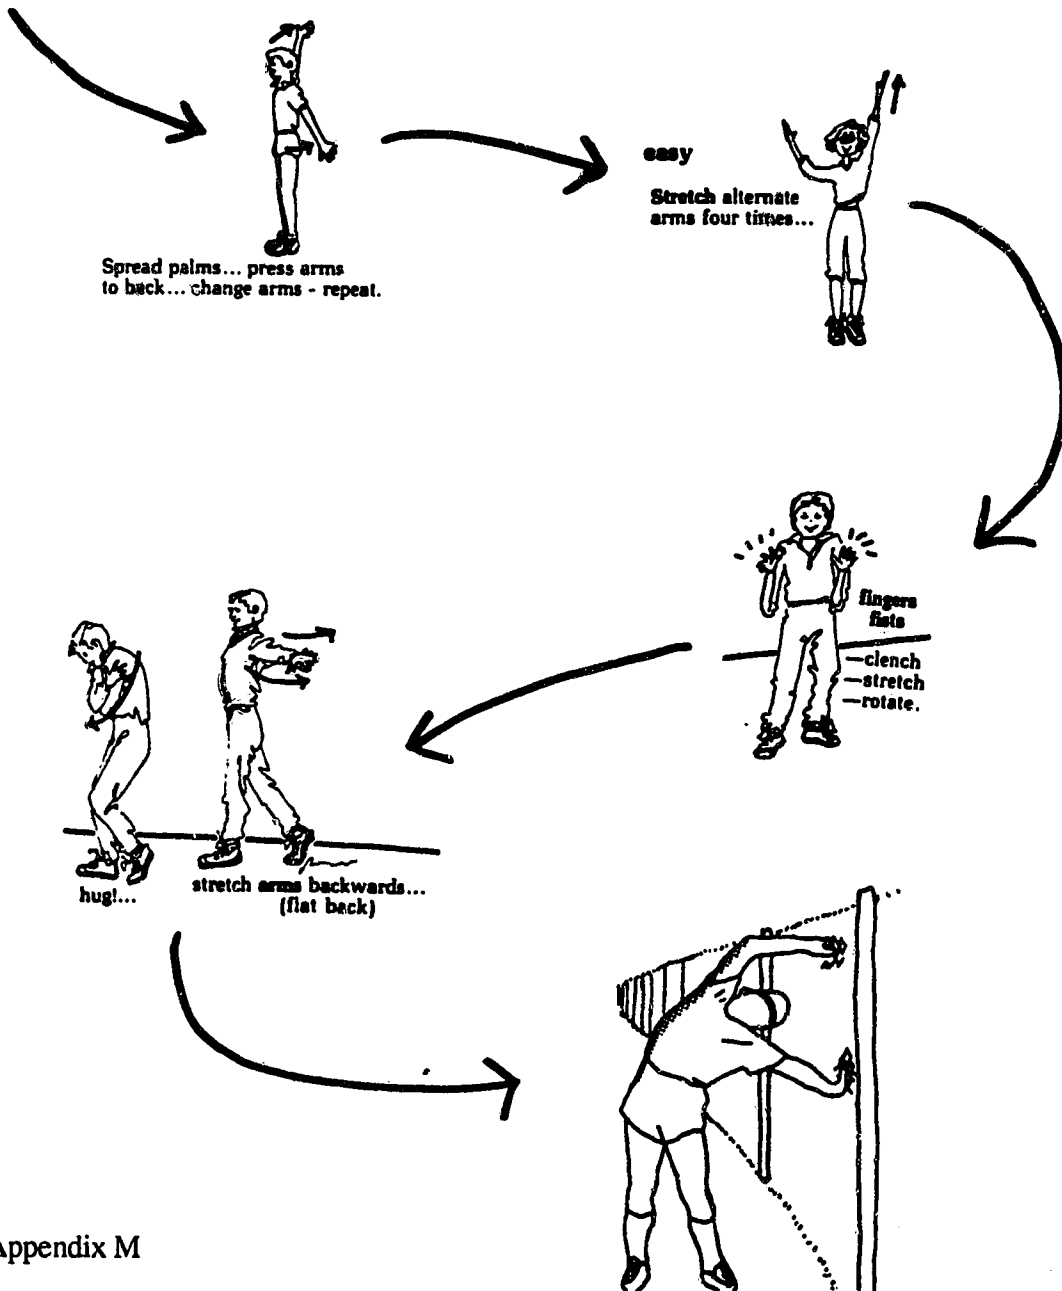 Spread palms... press arms
to back... change arms - repeat.
easy
Stretch alternate
arms four times...
fingers
fists
—clench
—stretch
—rotate.
hug!...
stretch arms backwards...
(flat back)
Appendix M